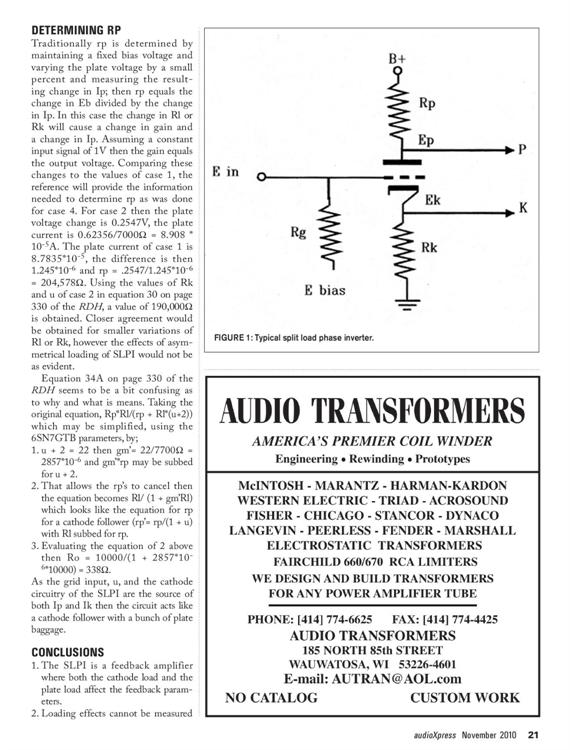 DETERMINING RP
Traditionally rp is determined by
maintaining a fixed bias voltage and
varying the plate voltage by a small
percent and measuring the result-
ing change in Ip; then rp equals the
change in Eb divided by the change
in Ip. In this case the change in Rl or
Rk will cause a change in gain and
a change in Ip. Assuming a constant
input signal of 1V then the gain equals
the output voltage. Comparing these
changes to the values of case 1, the
reference will provide the information
needed to determine rp as was done
for case 4. For case 2 then the plate
voltage change is 0.2547V, the plate
current is 0.62356/7000Ω = 8.908 *
10⁻⁵A. The plate current of case 1 is
8.7835*10⁻⁵, the difference is then
1.245*10⁻⁶ and rp = .2547/1.245*10⁻⁶
= 204,578Ω. Using the values of Rk
and u of case 2 in equation 30 on page
330 of the RDH, a value of 190,000Ω
is obtained. Closer agreement would
be obtained for smaller variations of
Rl or Rk, however the effects of asym-
metrical loading of SLPI would not be
as evident.
Equation 34A on page 330 of the
RDH seems to be a bit confusing as
to why and what is means. Taking the
original equation, Rp*Rl/(rp + Rl*(u+2))
which may be simplified, using the
6SN7GTB parameters, by;
1. u + 2 = 22 then gm'= 22/7700Ω =
2857*10⁻⁶ and gm'*rp may be subbed
for u + 2.
2. That allows the rp's to cancel then
the equation becomes Rl/ (1 + gm'Rl)
which looks like the equation for rp
for a cathode follower (rp'= rp/(1 + u)
with Rl subbed for rp.
3. Evaluating the equation of 2 above
then Ro = 10000/(1 + 2857*10⁻
⁶*10000) = 338Ω.
As the grid input, u, and the cathode
circuitry of the SLPI are the source of
both Ip and Ik then the circuit acts like
a cathode follower with a bunch of plate
baggage.
CONCLUSIONS
1. The SLPI is a feedback amplifier
where both the cathode load and the
plate load affect the feedback param-
eters.
2. Loading effects cannot be measured
B+
Rp
Ep
P
E in
Ek
K
Rg
Rk
E bias
FIGURE 1: Typical split load phase inverter.
AUDIO TRANSFORMERS
AMERICA'S PREMIER COIL WINDER
Engineering • Rewinding • Prototypes
McINTOSH - MARANTZ - HARMAN-KARDON
WESTERN ELECTRIC - TRIAD - ACROSOUND
FISHER - CHICAGO - STANCOR - DYNACO
LANGEVIN - PEERLESS - FENDER - MARSHALL
ELECTROSTATIC TRANSFORMERS
FAIRCHILD 660/670 RCA LIMITERS
WE DESIGN AND BUILD TRANSFORMERS
FOR ANY POWER AMPLIFIER TUBE
PHONE: [414] 774-6625 FAX: [414] 774-4425
AUDIO TRANSFORMERS
185 NORTH 85th STREET
WAUWATOSA, WI 53226-4601
E-mail: AUTRAN@AOL.com
NO CATALOG CUSTOM WORK
audioXpress November 2010 21